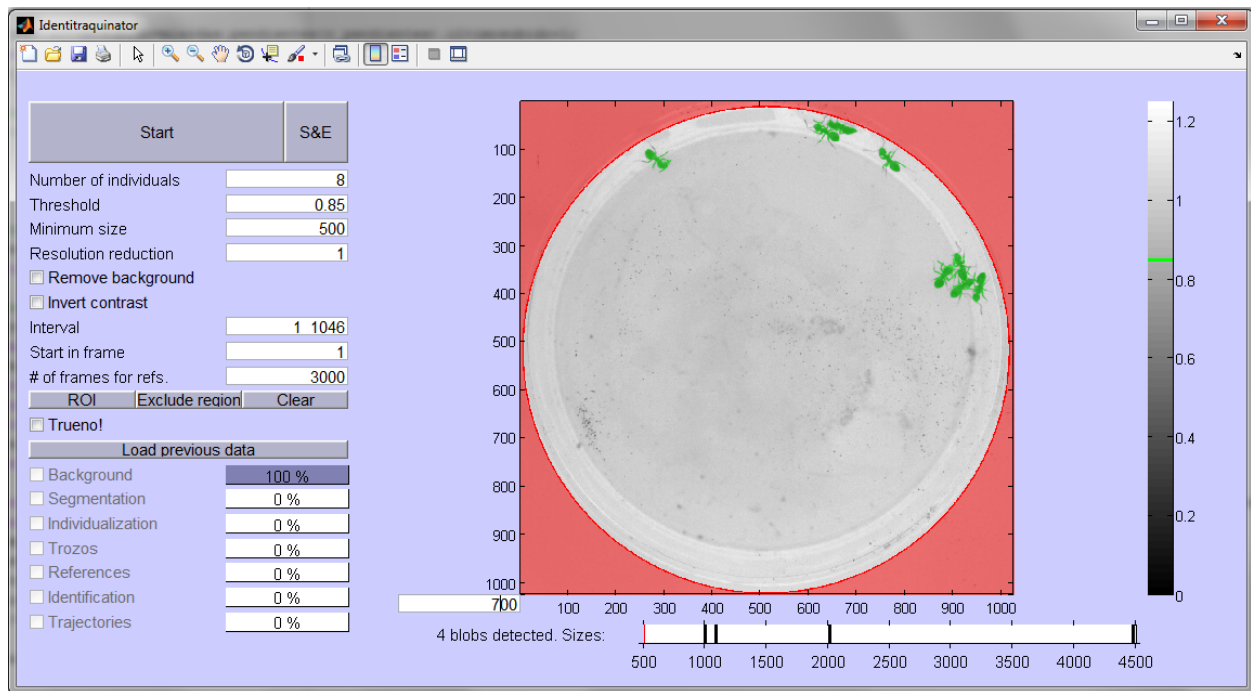 Identitraquinator
Start S&E
Number of individuals 8
Threshold 0.85
Minimum size 500
Resolution reduction 1
Remove background
Invert contrast
Interval 1 1046
Start in frame 1
# of frames for refs. 3000
ROI Exclude region Clear
Trueno!
Load previous data
Background 100 %
Segmentation 0 %
Individualization 0 %
Trozos 0 %
References 0 %
Identification 0 %
Trajectories 0 %
100
200
300
400
500
600
700
800
900
1000
700
100 200 300 400 500 600 700 800 900 1000
4 blobs detected. Sizes:
500 1000 1500 2000 2500 3000 3500 4000 4500
1.2
1
0.8
0.6
0.4
0.2
0